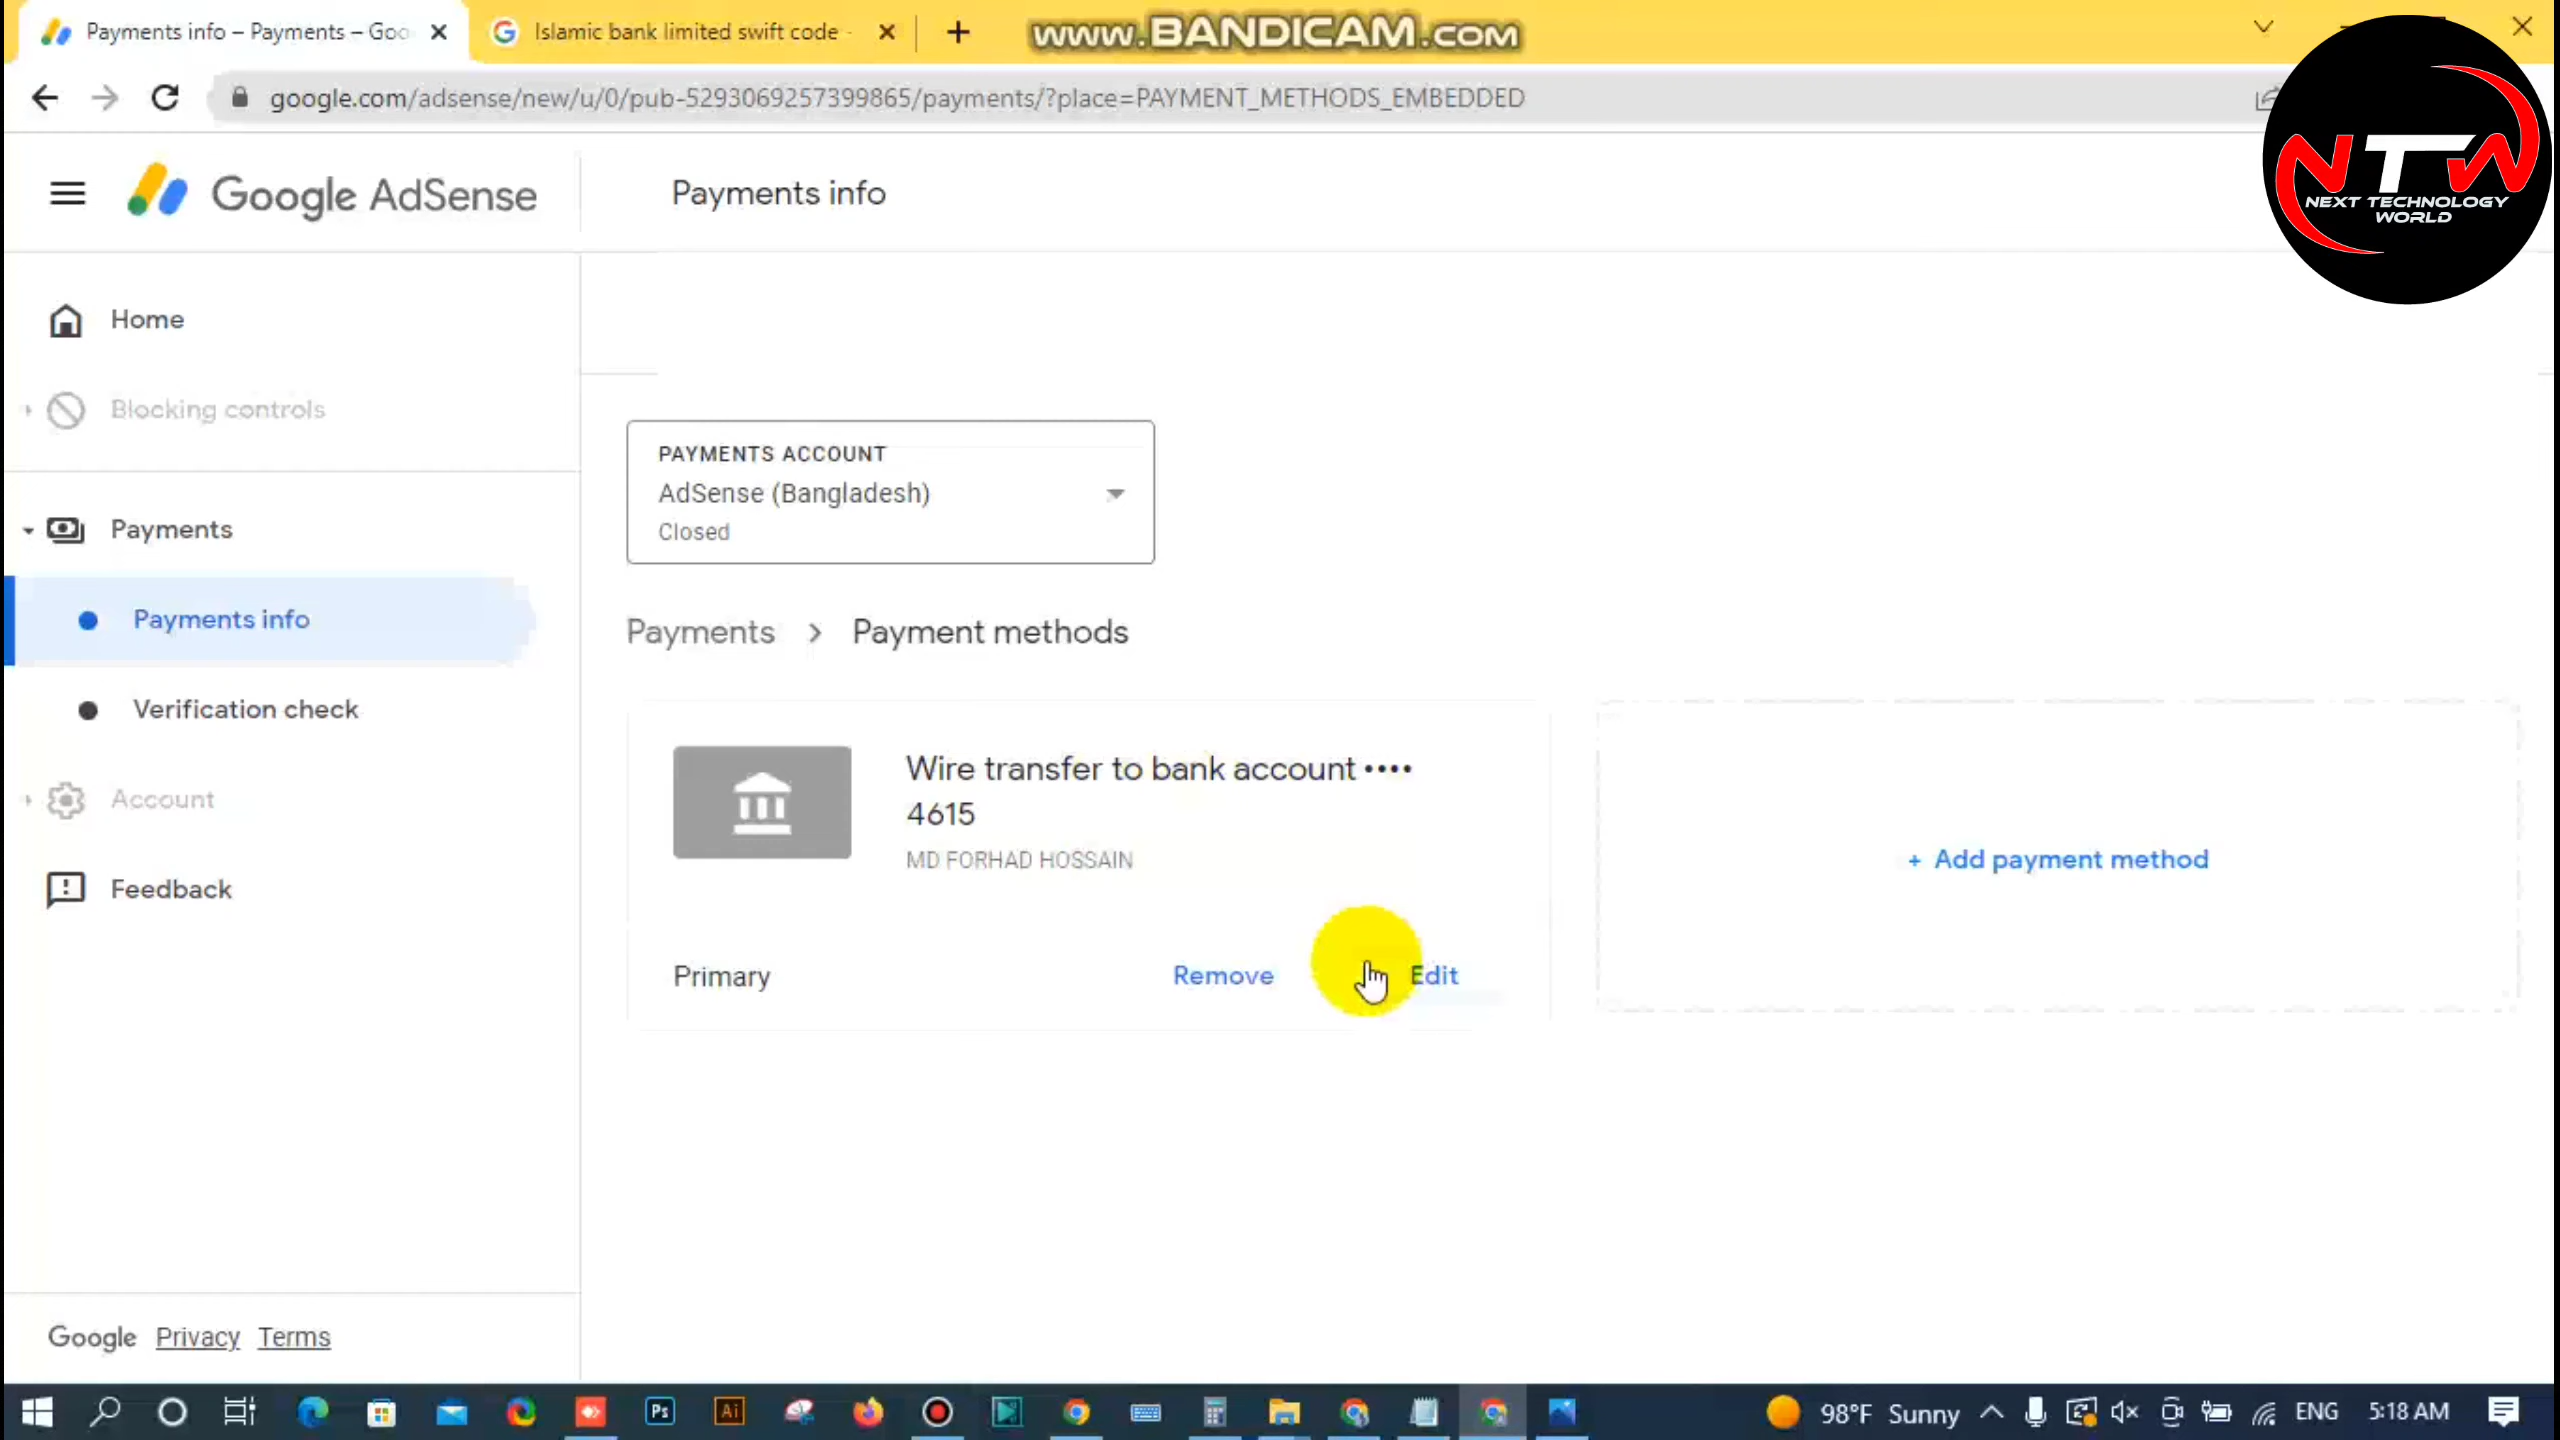 Payments info – Payments – Goo
Islamic bank limited swift code -
www.BANDICAM.com
google.com/adsense/new/u/0/pub-5293069257399865/payments/?place=PAYMENT_METHODS_EMBEDDED
NTW
NEXT TECHNOLOGY
WORLD
Google AdSense
Payments info
Home
Blocking controls
Payments
Payments info
Verification check
Account
Feedback
PAYMENTS ACCOUNT
AdSense (Bangladesh)
Closed
Payments > Payment methods
Wire transfer to bank account ••••
4615
MD FORHAD HOSSAIN
Primary
Remove
Edit
+ Add payment method
Google Privacy Terms
Ps
Ai
98°F Sunny
ENG
5:18 AM